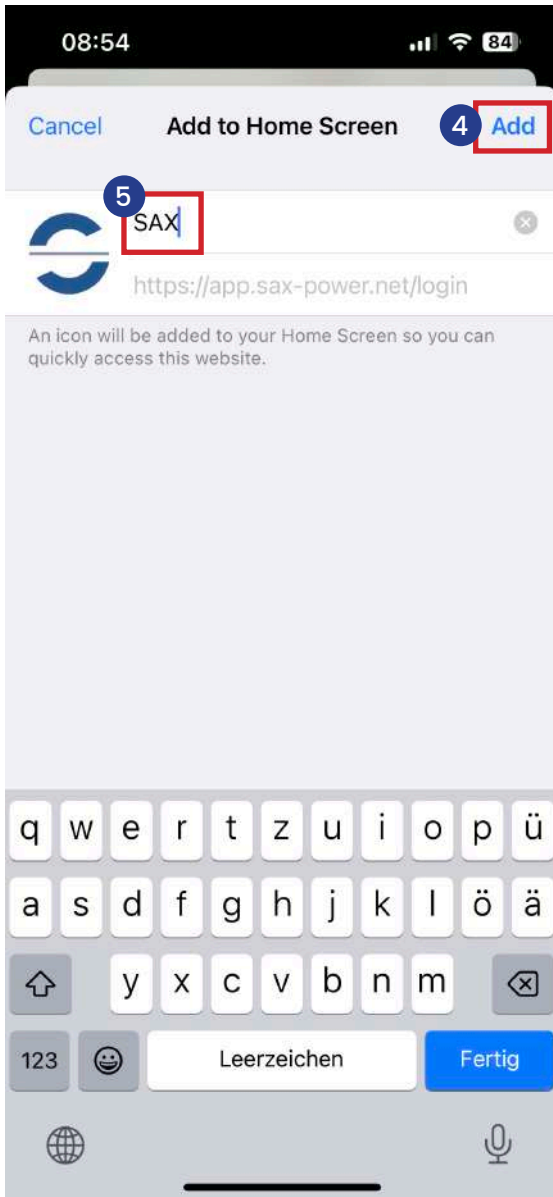 08:54
84
Cancel Add to Home Screen 4 Add
5
SAX
https://app.sax-power.net/login
An icon will be added to your Home Screen so you can
quickly access this website.
q w e r t z u i o p ü
a s d f g h j k l ö ä
y x c v b n m
123 Leerzeichen Fertig